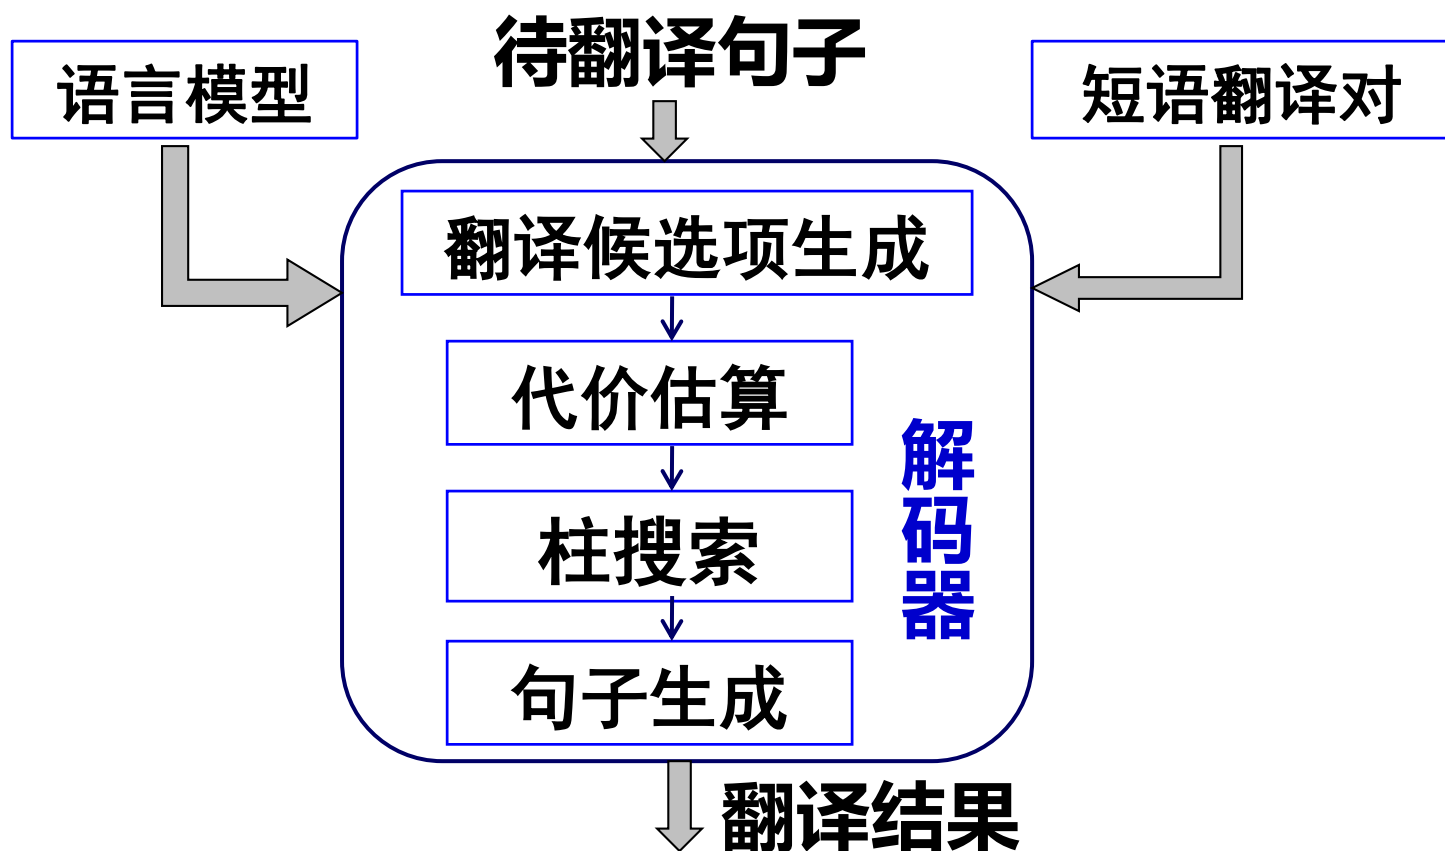 待翻译句子
语言模型
短语翻译对
翻译候选项生成
代价估算
柱搜索
句子生成
解码器
翻译结果